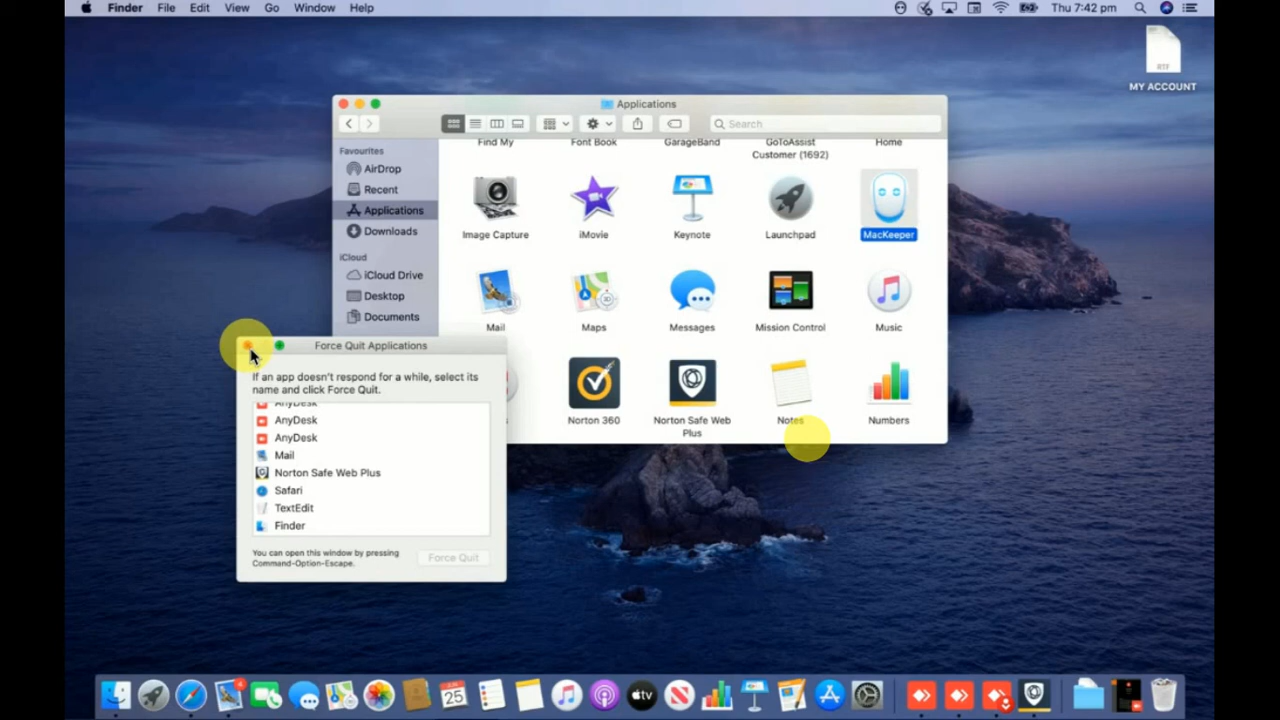 Finder File Edit View Go Window Help
Thu 7:42 pm
RTF
MY ACCOUNT
Applications
Search
Favourites
AirDrop
Recent
Applications
Downloads
iCloud
iCloud Drive
Desktop
Documents
Find My
Font Book
GarageBand
GoToAssist
Customer (1692)
Home
Image Capture
iMovie
Keynote
Launchpad
MacKeeper
Mail
Maps
Messages
Mission Control
Music
Norton 360
Norton Safe Web
Plus
Notes
Numbers
Force Quit Applications
If an app doesn't respond for a while, select its
name and click Force Quit.
AnyDesk
AnyDesk
AnyDesk
Mail
Norton Safe Web Plus
Safari
TextEdit
Finder
You can open this window by pressing
Command-Option-Escape.
Force Quit
JUN
25
tv